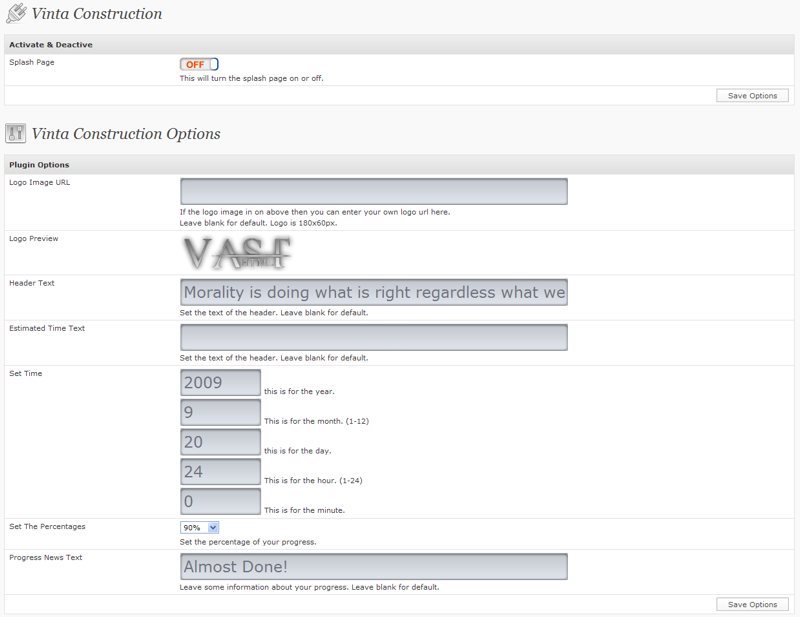 Vinta Construction
Activate & Deactive
Splash Page
OFF
This will turn the splash page on or off.
Save Options
Vinta Construction Options
Plugin Options
Logo Image URL
If the logo image in on above then you can enter your own logo url here.
Leave blank for default. Logo is 180x60px.
Logo Preview
VAST
HTML
Header Text
Morality is doing what is right regardless what we
Set the text of the header. Leave blank for default.
Estimated Time Text
Set the text of the header. Leave blank for default.
Set Time
2009 this is for the year.
9 This is for the month. (1-12)
20 this is for the day.
24 This is for the hour. (1-24)
0 This is for the minute.
Set The Percentages
90%
Set the percentage of your progress.
Progress News Text
Almost Done!
Leave some information about your progress. Leave blank for default.
Save Options